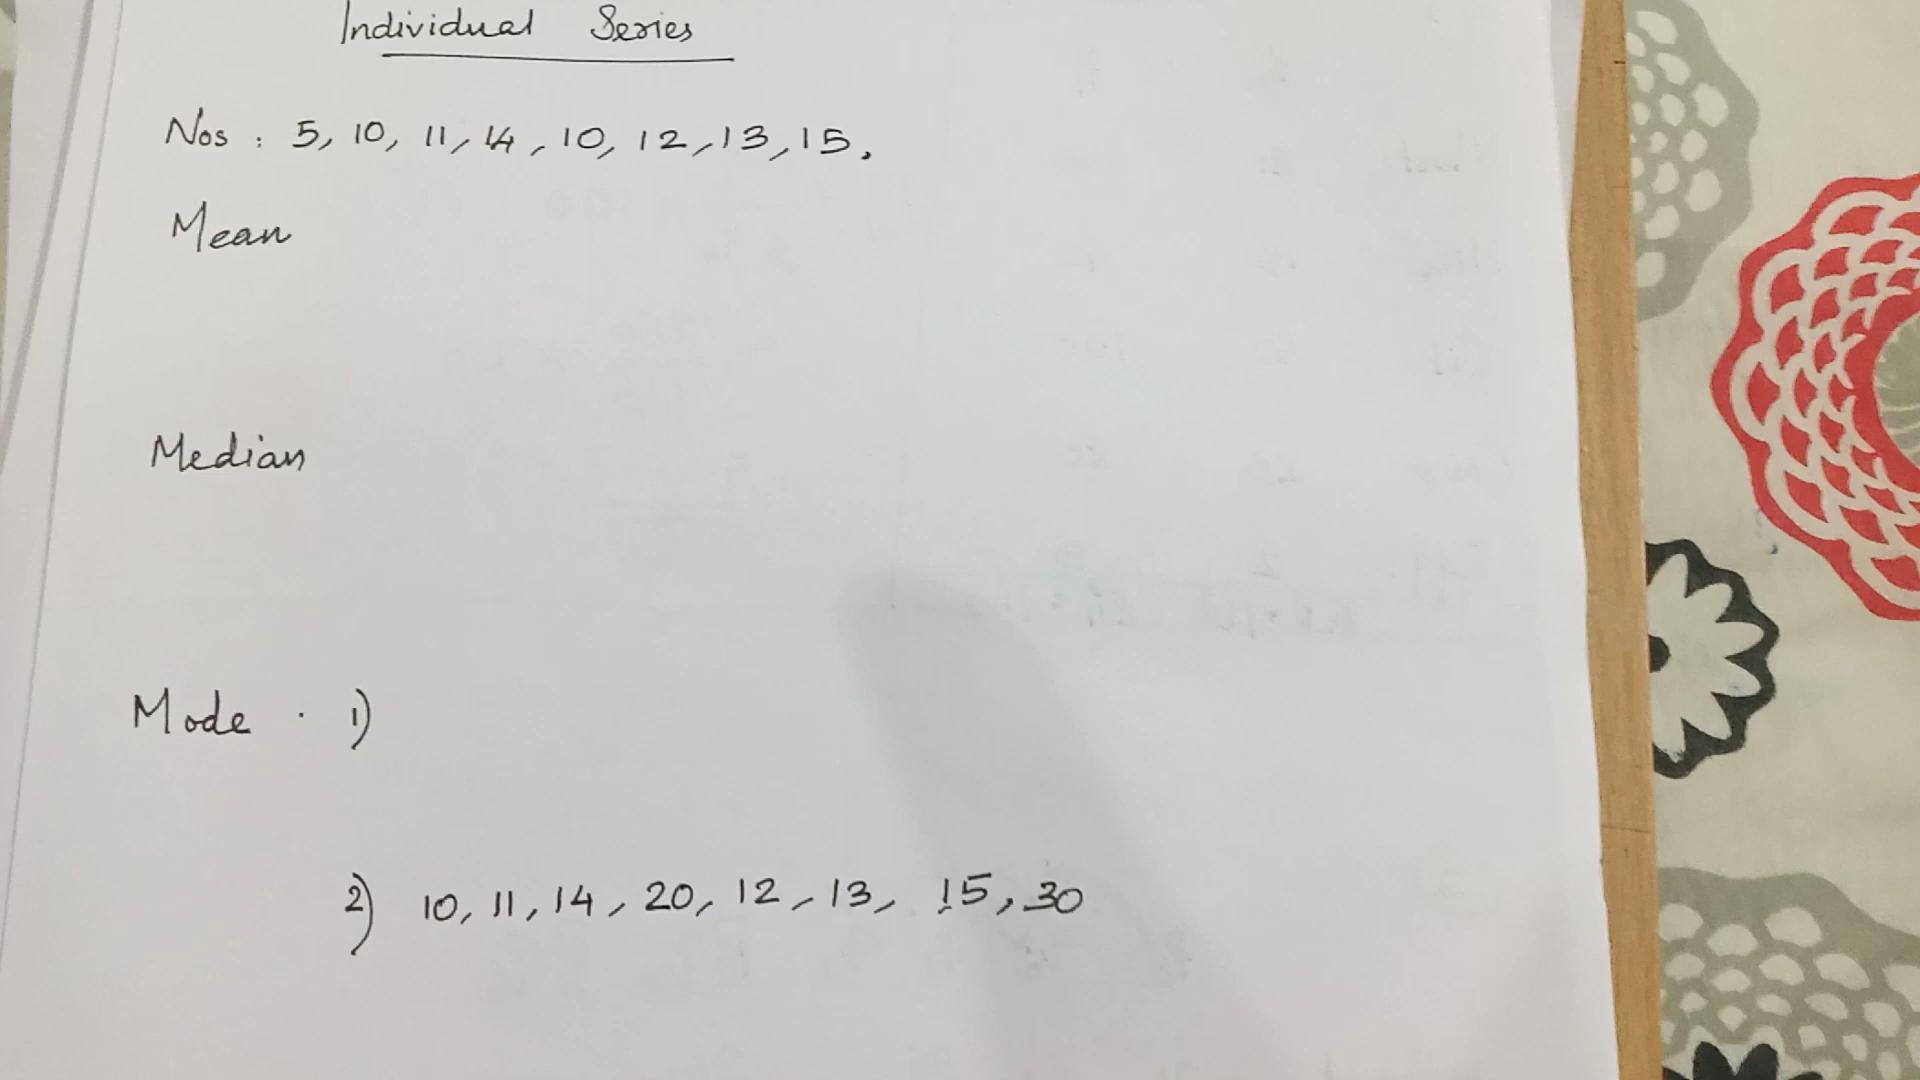 Individual Series
Nos : 5, 10, 11, 14, 10, 12, 13, 15.
Mean
Median
Mode . 1)
2) 10, 11, 14, 20, 12, 13, 15, 30